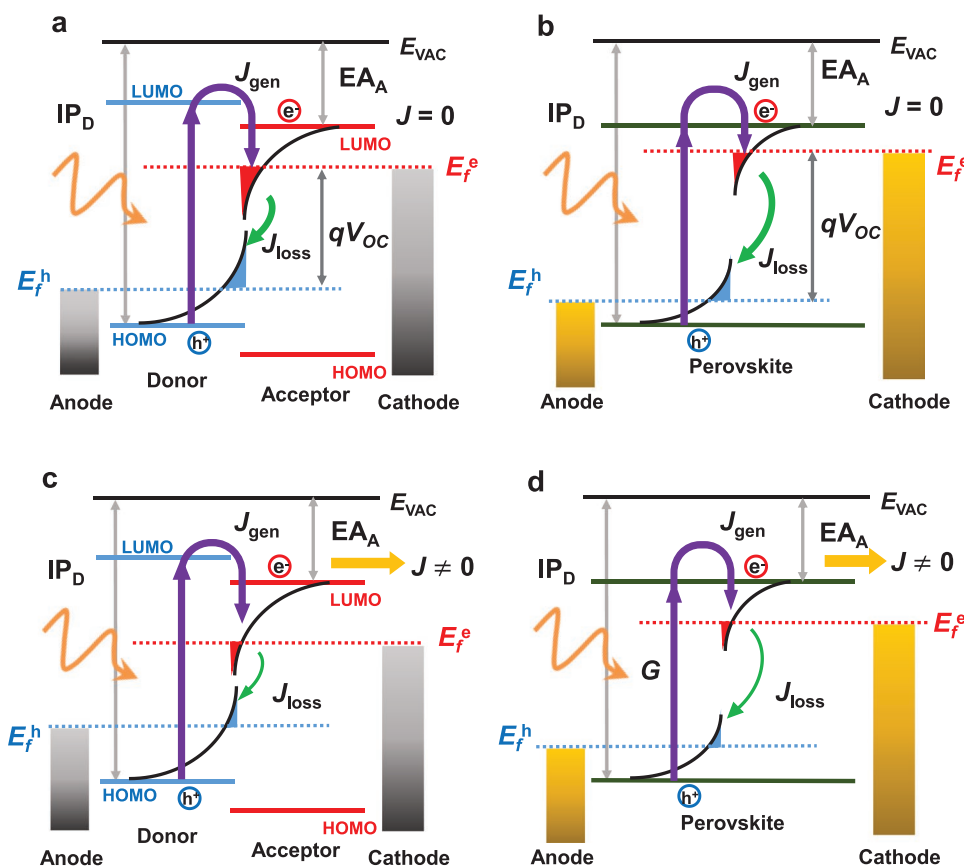 a
E_VAC
LUMO
J_gen
EA_A
IP_D
e⁻
J = 0
LUMO
E_f^e
J_loss
qV_OC
E_f^h
HOMO
h⁺
HOMO
Donor
Acceptor
Anode
Cathode
b
E_VAC
J_gen
EA_A
IP_D
e⁻
J = 0
E_f^e
qV_OC
J_loss
E_f^h
h⁺
Perovskite
Anode
Cathode
c
E_VAC
J_gen
EA_A
LUMO
IP_D
e⁻
J ≠ 0
LUMO
E_f^e
J_loss
E_f^h
HOMO
h⁺
HOMO
Donor
Acceptor
Anode
Cathode
d
E_VAC
J_gen
EA_A
IP_D
e⁻
J ≠ 0
E_f^e
G
J_loss
E_f^h
h⁺
Perovskite
Anode
Cathode